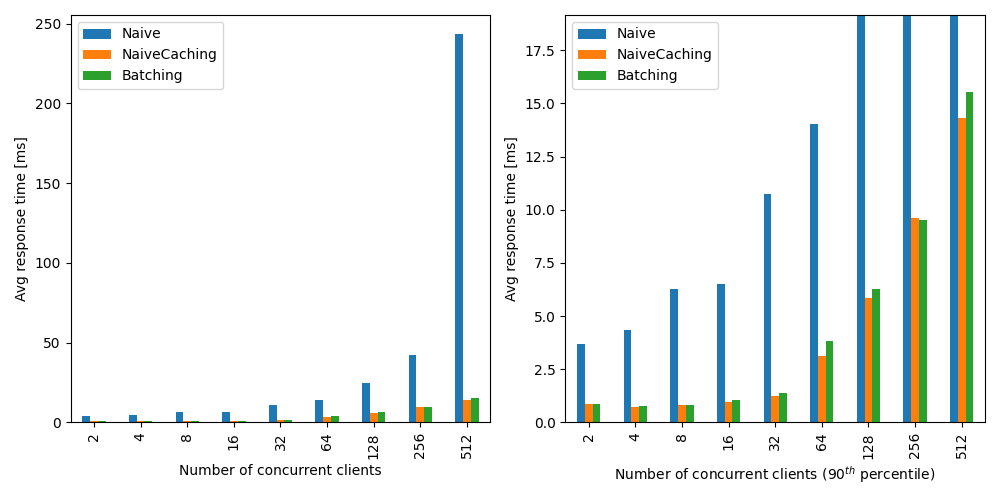 250
200
150
100
50
0
Avg response time [ms]
Naive
NaiveCaching
Batching
2 4 8 16 32 64 128 256 512
Number of concurrent clients
17.5
15.0
12.5
10.0
7.5
5.0
2.5
0.0
Avg response time [ms]
Naive
NaiveCaching
Batching
2 4 8 16 32 64 128 256 512
Number of concurrent clients (90th percentile)